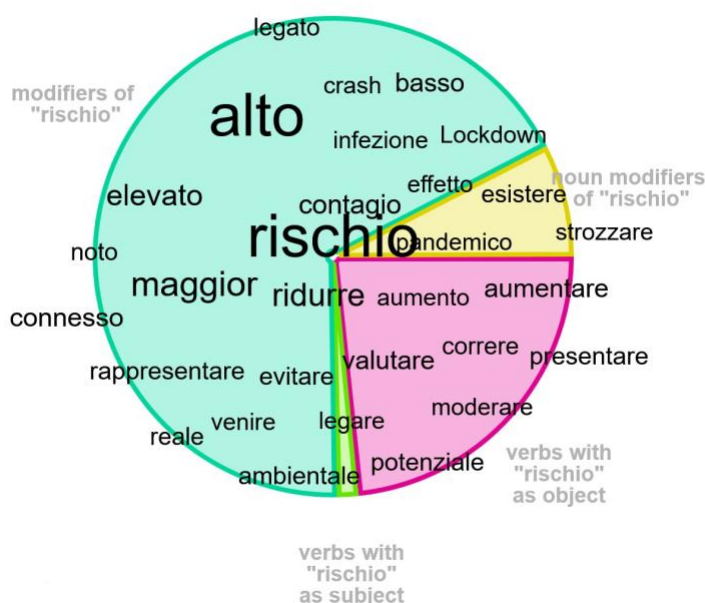 legato
modifiers of
"rischio"
crash basso
alto
infezione Lockdown
effetto
noun modifiers
of "rischio"
elevato
esistere
contagio
strozzare
rischio
pandemico
noto
maggior
ridurre
aumento
aumentare
connesso
correre
presentare
valutare
rappresentare
evitare
moderare
venire
legare
reale
potenziale
ambientale
verbs with
"rischio"
as object
verbs with
"rischio"
as subject